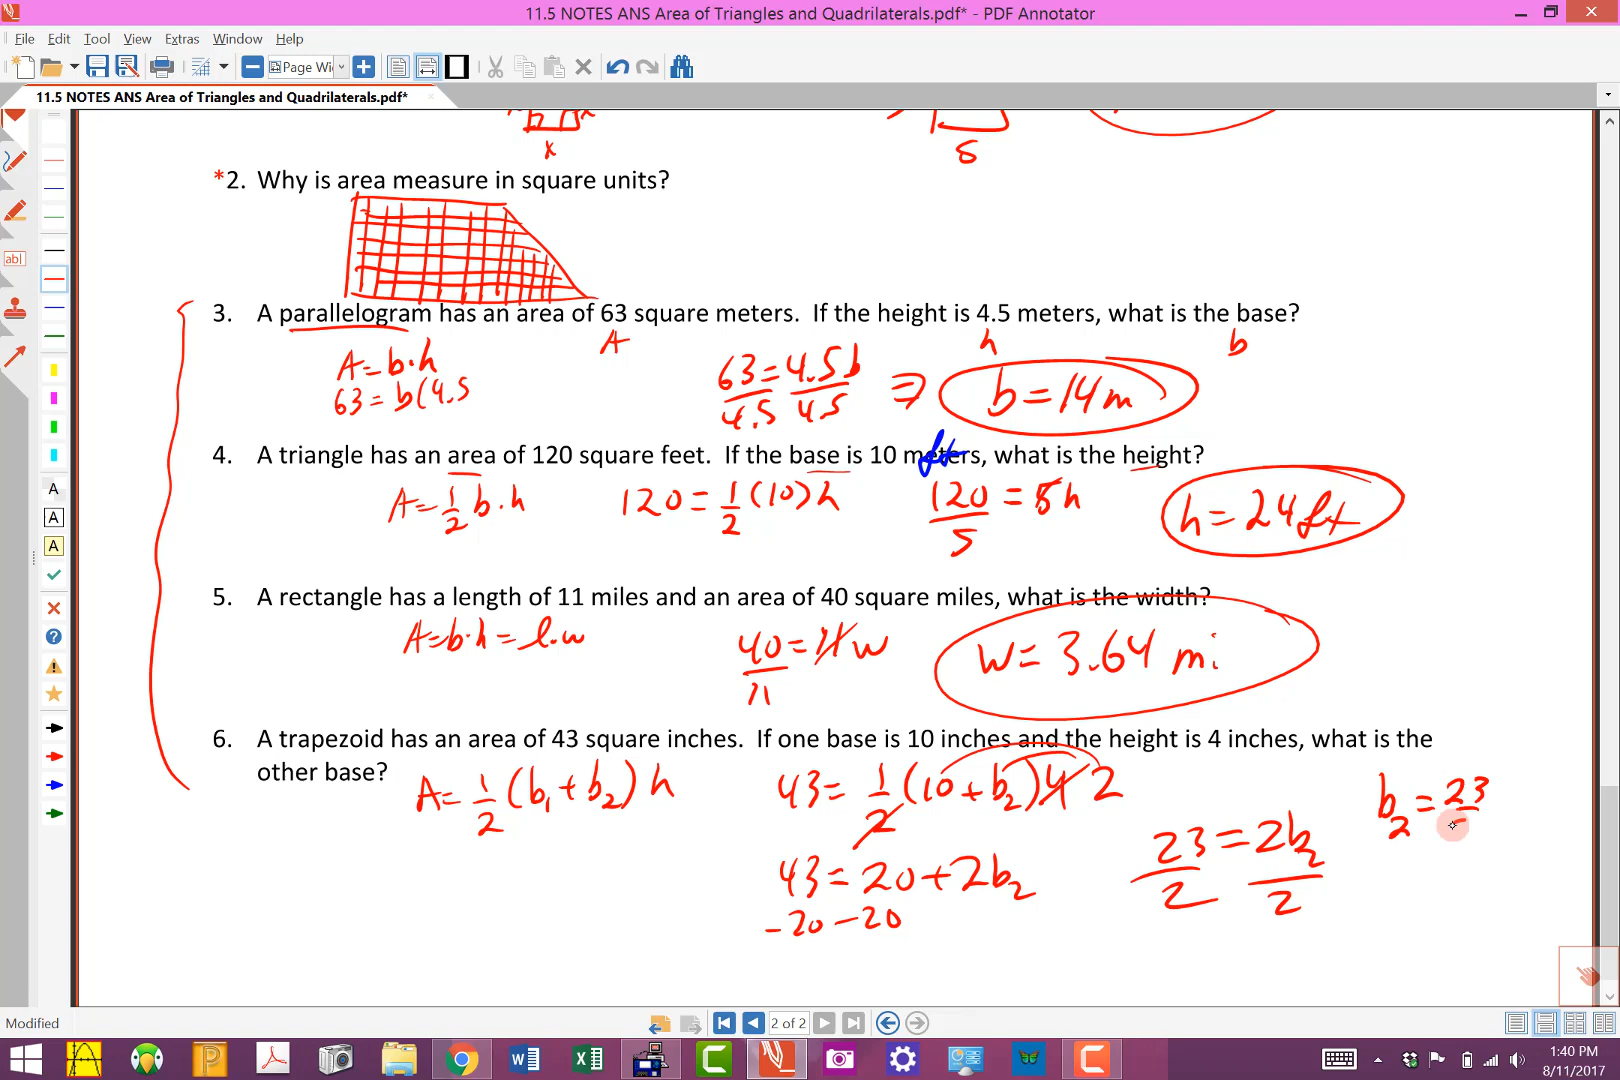 11.5 NOTES ANS Area of Triangles and Quadrilaterals.pdf* - PDF Annotator
File Edit Tool View Extras Window Help
Page Wi
11.5 NOTES ANS Area of Triangles and Quadrilaterals.pdf*
x
5
*2. Why is area measure in square units?
3. A parallelogram has an area of 63 square meters. If the height is 4.5 meters, what is the base?
A h b
A = b·h
63 = b(4.5
63 = 4.5b
4.5 4.5
⇒ b = 14 m
4. A triangle has an area of 120 square feet. If the base is 10 meters, what is the height?
ft
A = 1/2 b·h 120 = 1/2 (10) h 120/5 = 5h h = 24 ft
5. A rectangle has a length of 11 miles and an area of 40 square miles, what is the width?
A = b·h = l·w 40/11 = 11w w = 3.64 mi
6. A trapezoid has an area of 43 square inches. If one base is 10 inches and the height is 4 inches, what is the
other base?
A = 1/2 (b₁ + b₂) h 43 = 1/2 (10 + b₂) 4 2
43 = 20 + 2b₂
-20 -20
23 = 2b₂
2 2
b₂ = 23
abl
A
A
A
Modified
2 of 2
1:40 PM
8/11/2017